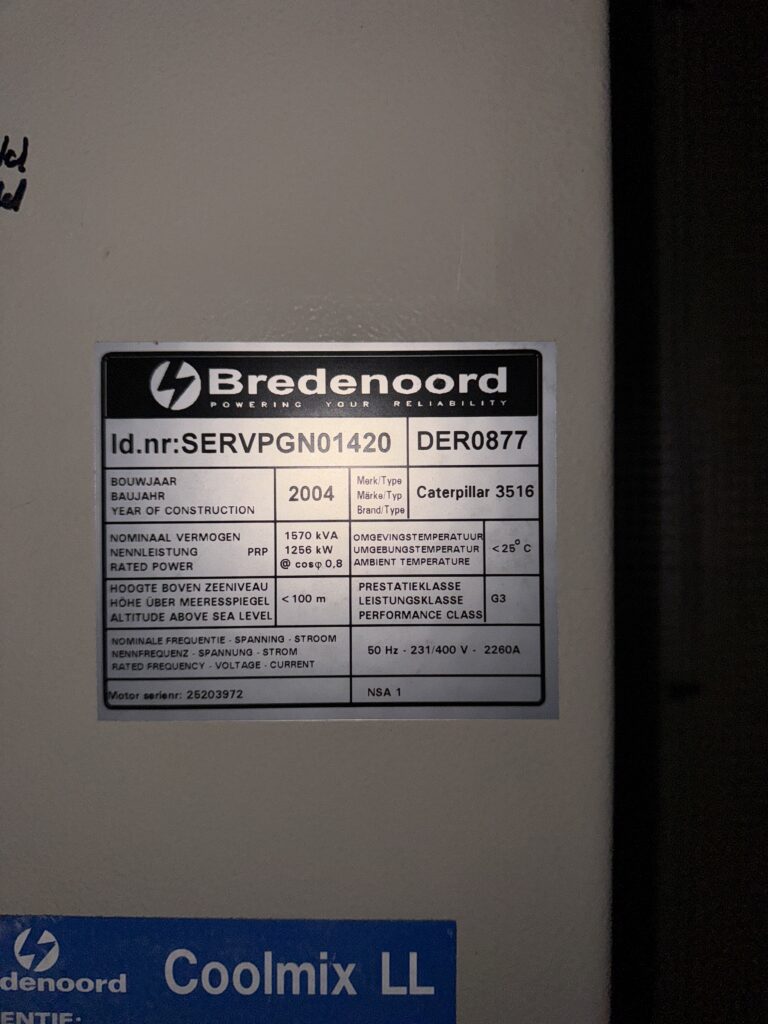 Bredenoord
POWERING YOUR RELIABILITY
Id.nr:SERVPGN01420 DER0877
BOUWJAAR
BAUJAHR
YEAR OF CONSTRUCTION
2004
Merk/Type
Märke/Typ
Brand/Type
Caterpillar 3516
NOMINAAL VERMOGEN
NENNLEISTUNG PRP
RATED POWER
1570 kVA
1256 kW
@ cosφ 0,8
OMGEVINGSTEMPERATUUR
UMGEBUNGSTEMPERATUR
AMBIENT TEMPERATURE
<25° C
HOOGTE BOVEN ZEENIVEAU
HÖHE ÜBER MEERESSPIEGEL
ALTITUDE ABOVE SEA LEVEL
<100 m
PRESTATIEKLASSE
LEISTUNGSKLASSE
PERFORMANCE CLASS
G3
NOMINALE FREQUENTIE - SPANNING - STROOM
NENNFREQUENZ - SPANNUNG - STROM
RATED FREQUENCY - VOLTAGE - CURRENT
50 Hz - 231/400 V - 2260A
Motor serienr: 25203972
NSA 1
denoord Coolmix LL
ENTIE: